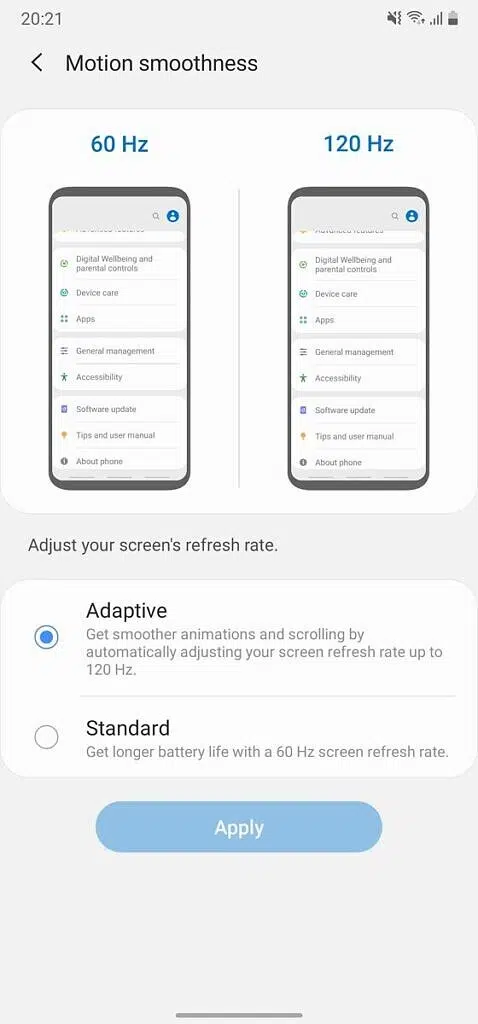 20:21
Motion smoothness
60 Hz
120 Hz
Advanced features
Digital Wellbeing and
parental controls
Device care
Apps
General management
Accessibility
Software update
Tips and user manual
About phone
Advanced features
Digital Wellbeing and
parental controls
Device care
Apps
General management
Accessibility
Software update
Tips and user manual
About phone
Adjust your screen's refresh rate.
Adaptive
Get smoother animations and scrolling by
automatically adjusting your screen refresh rate up to
120 Hz.
Standard
Get longer battery life with a 60 Hz screen refresh rate.
Apply